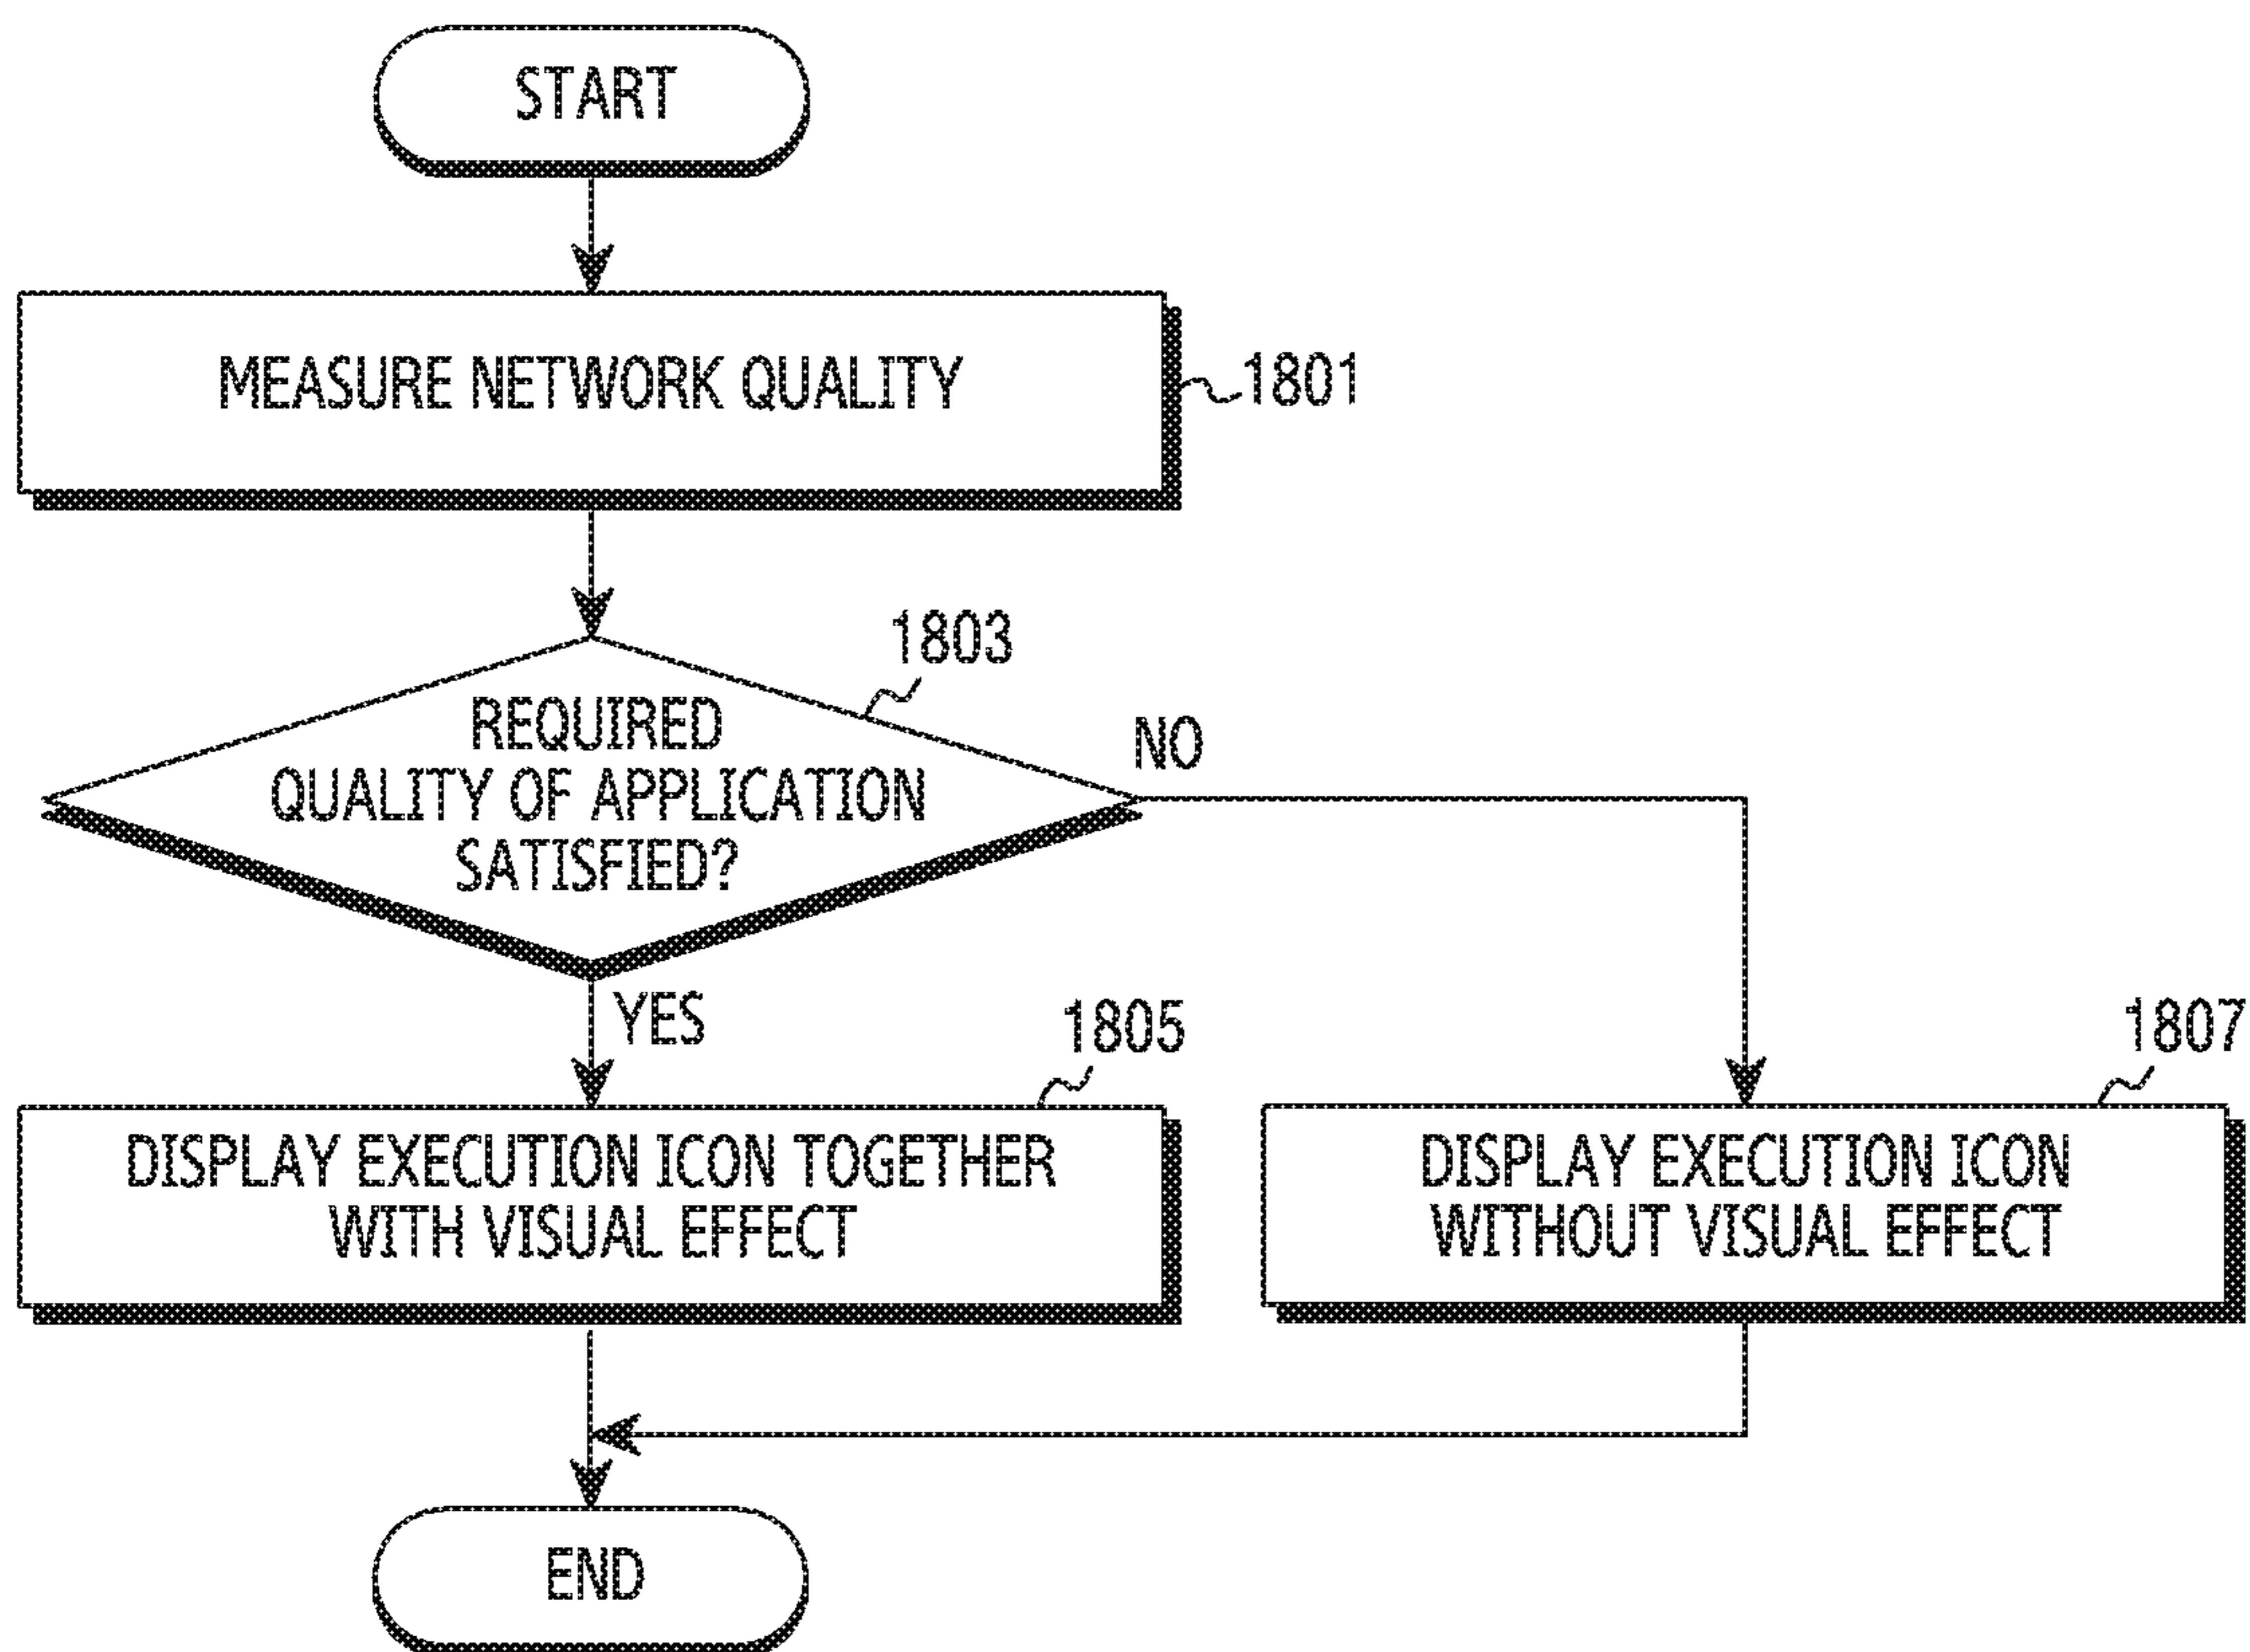 START
MEASURE NETWORK QUALITY
1801
1803
REQUIRED
QUALITY OF APPLICATION
SATISFIED?
NO
YES
1805
DISPLAY EXECUTION ICON TOGETHER
WITH VISUAL EFFECT
1807
DISPLAY EXECUTION ICON
WITHOUT VISUAL EFFECT
END